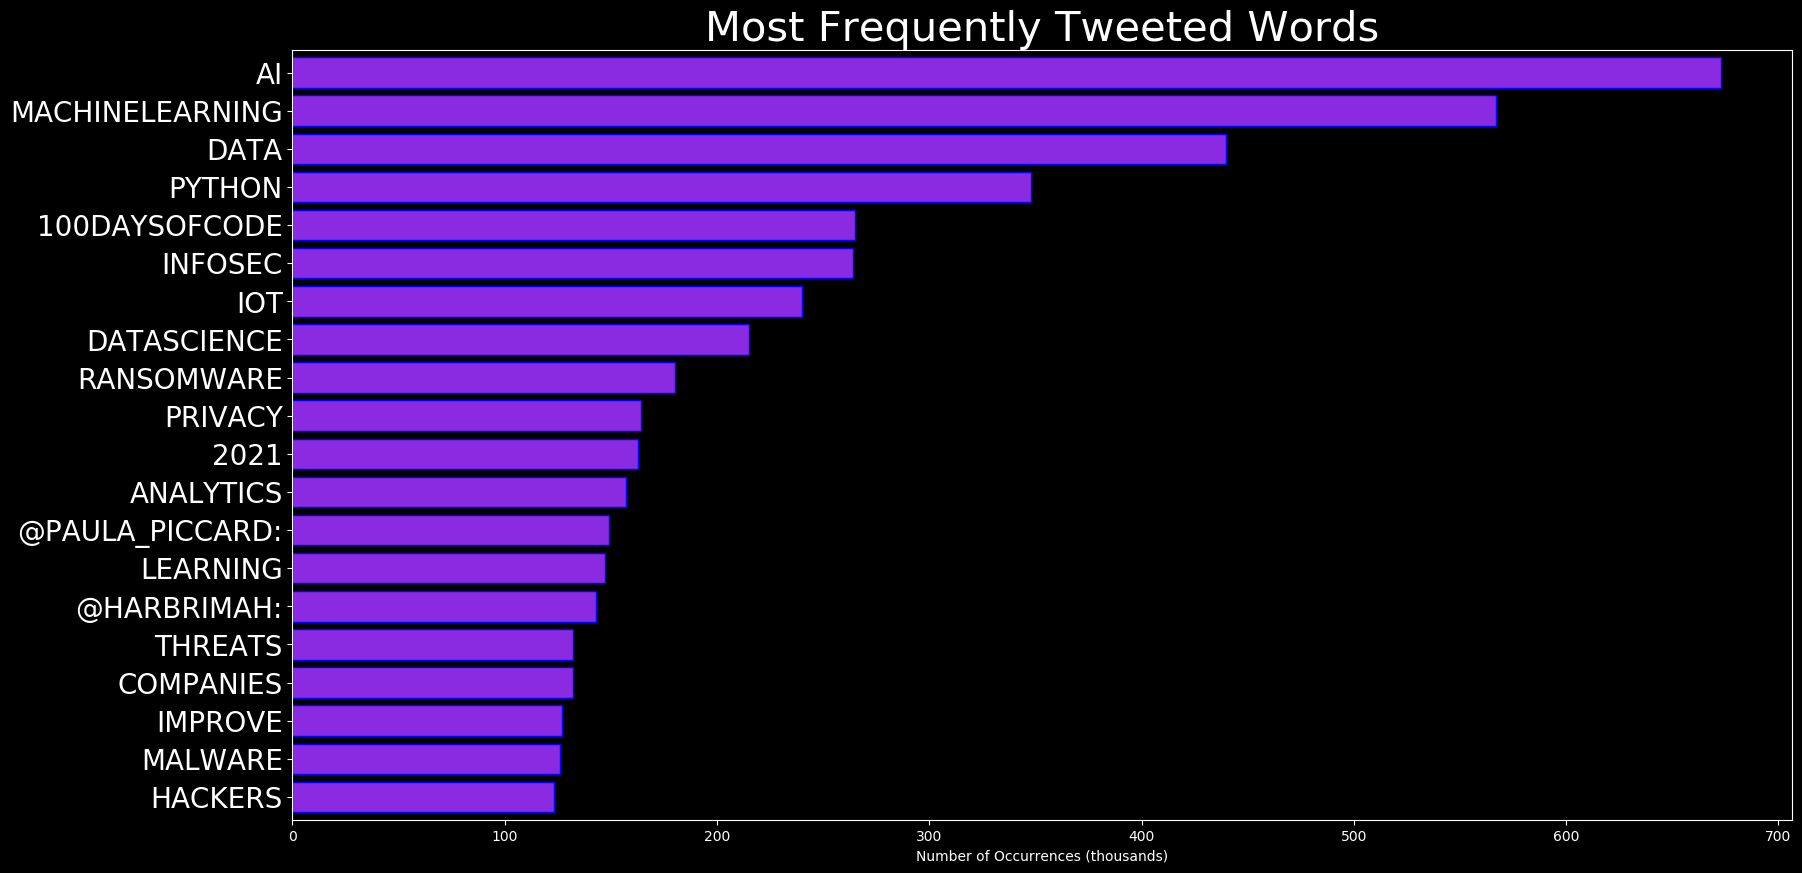 Most Frequently Tweeted Words
AI
MACHINELEARNING
DATA
PYTHON
100DAYSOFCODE
INFOSEC
IOT
DATASCIENCE
RANSOMWARE
PRIVACY
2021
ANALYTICS
@PAULA_PICCARD:
LEARNING
@HARBRIMAH:
THREATS
COMPANIES
IMPROVE
MALWARE
HACKERS
0 100 200 300 400 500 600 700
Number of Occurrences (thousands)